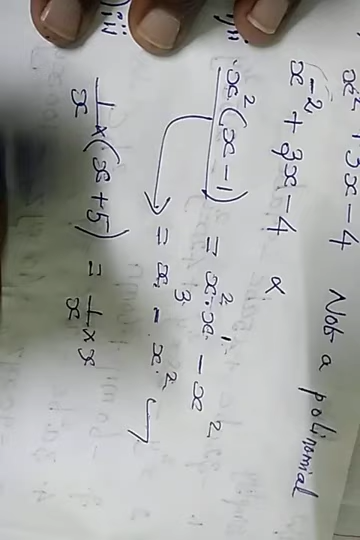 x² + 3x - 4 Not a polinomial
x⁻² + 3x - 4 α
ii x²(x - 1) = x²·x¹ - x²
= x³ - x²
iii) 1/x × (x + 5) = 1/x × x